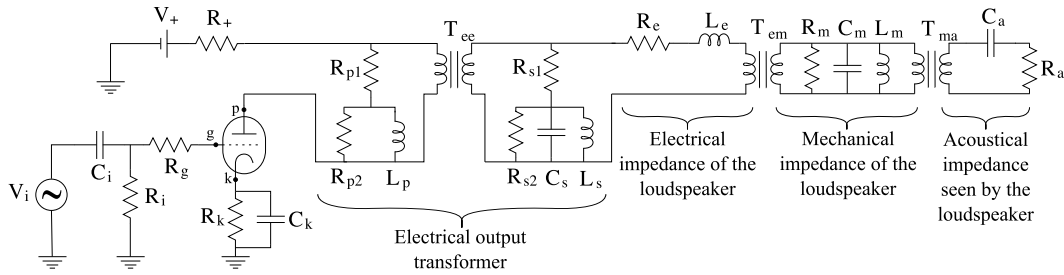 V+
R+
Tee
Re
Le
Tem
Rm
Cm
Lm
Tma
Ca
Ra
Rp1
Rs1
p
g
k
Vi
Ci
Ri
Rg
Rk
Ck
Rp2
Lp
Rs2
Cs
Ls
Electrical output
transformer
Electrical
impedance of the
loudspeaker
Mechanical
impedance of the
loudspeaker
Acoustical
impedance
seen by the
loudspeaker